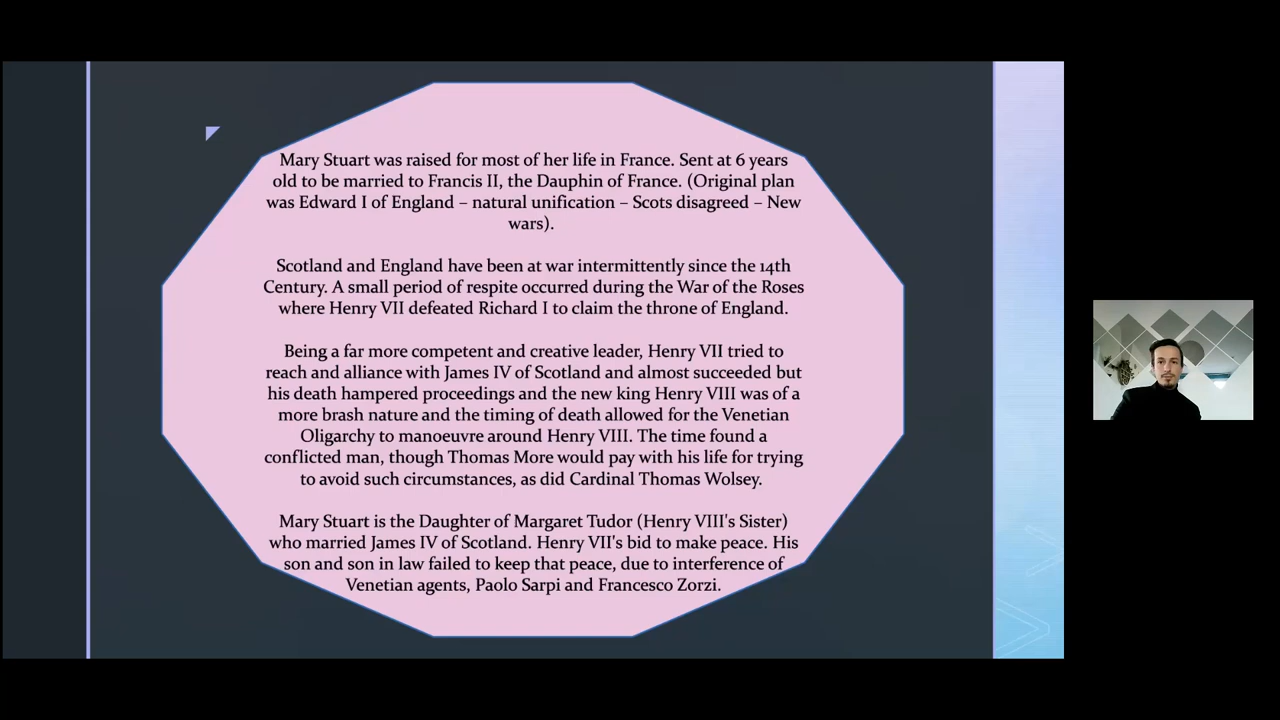 Mary Stuart was raised for most of her life in France. Sent at 6 years
old to be married to Francis II, the Dauphin of France. (Original plan
was Edward I of England – natural unification – Scots disagreed – New
wars).
Scotland and England have been at war intermittently since the 14th
Century. A small period of respite occurred during the War of the Roses
where Henry VII defeated Richard I to claim the throne of England.
Being a far more competent and creative leader, Henry VII tried to
reach and alliance with James IV of Scotland and almost succeeded but
his death hampered proceedings and the new king Henry VIII was of a
more brash nature and the timing of death allowed for the Venetian
Oligarchy to manoeuvre around Henry VIII. The time found a
conflicted man, though Thomas More would pay with his life for trying
to avoid such circumstances, as did Cardinal Thomas Wolsey.
Mary Stuart is the Daughter of Margaret Tudor (Henry VIII's Sister)
who married James IV of Scotland. Henry VII's bid to make peace. His
son and son in law failed to keep that peace, due to interference of
Venetian agents, Paolo Sarpi and Francesco Zorzi.